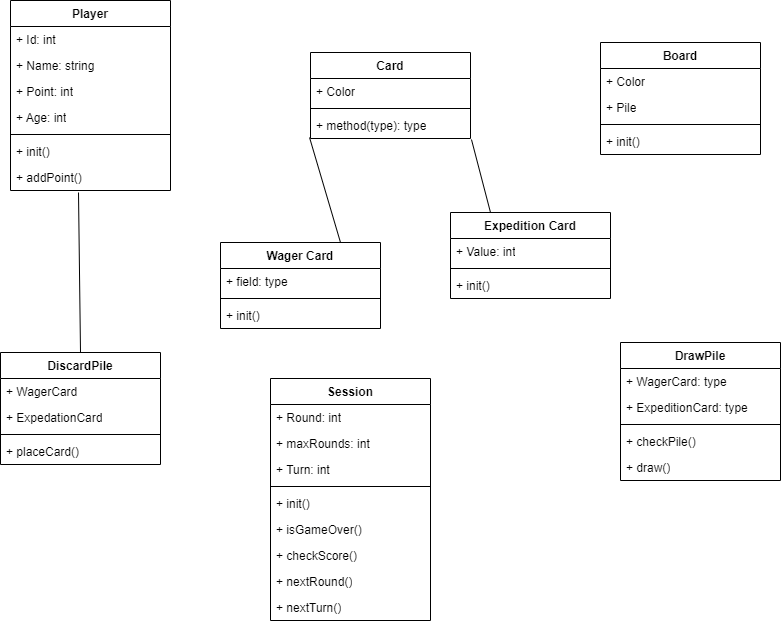 Player
+ Id: int
+ Name: string
+ Point: int
+ Age: int
+ init()
+ addPoint()
Card
+ Color
+ method(type): type
Board
+ Color
+ Pile
+ init()
Wager Card
+ field: type
+ init()
Expedition Card
+ Value: int
+ init()
DiscardPile
+ WagerCard
+ ExpedationCard
+ placeCard()
Session
+ Round: int
+ maxRounds: int
+ Turn: int
+ init()
+ isGameOver()
+ checkScore()
+ nextRound()
+ nextTurn()
DrawPile
+ WagerCard: type
+ ExpeditionCard: type
+ checkPile()
+ draw()